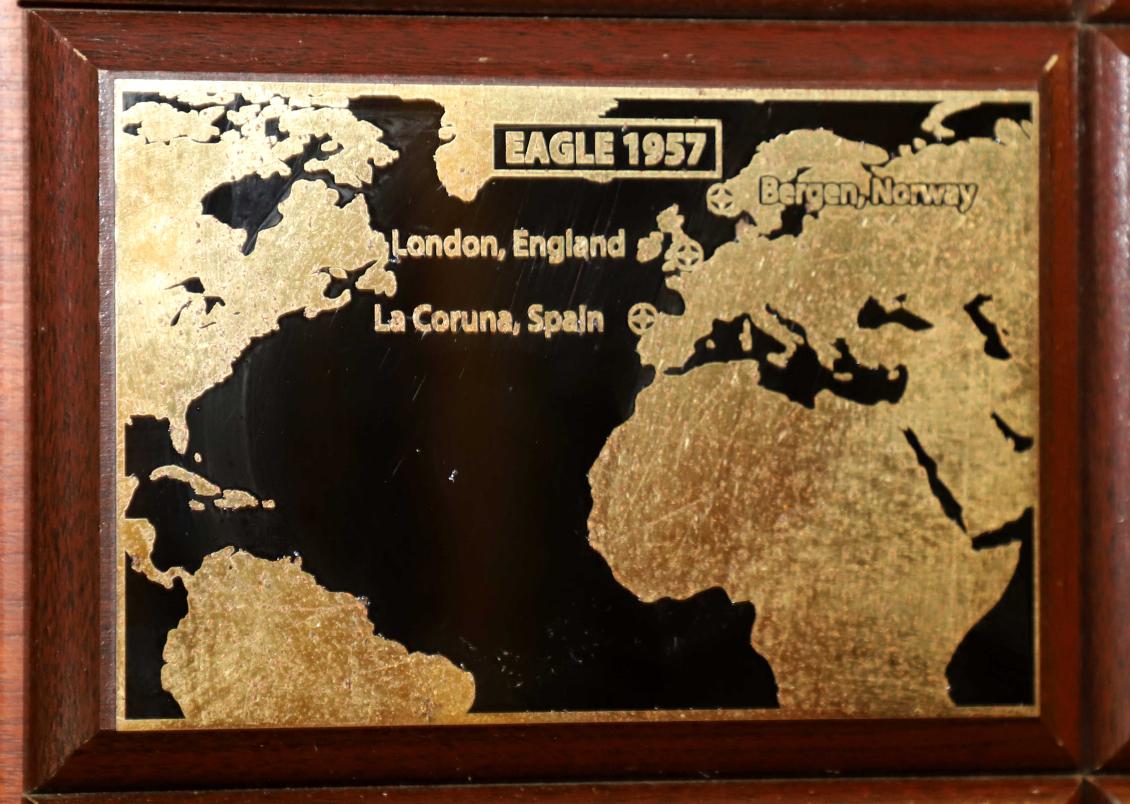 EAGLE 1957
Bergen, Norway
London, England
La Coruna, Spain